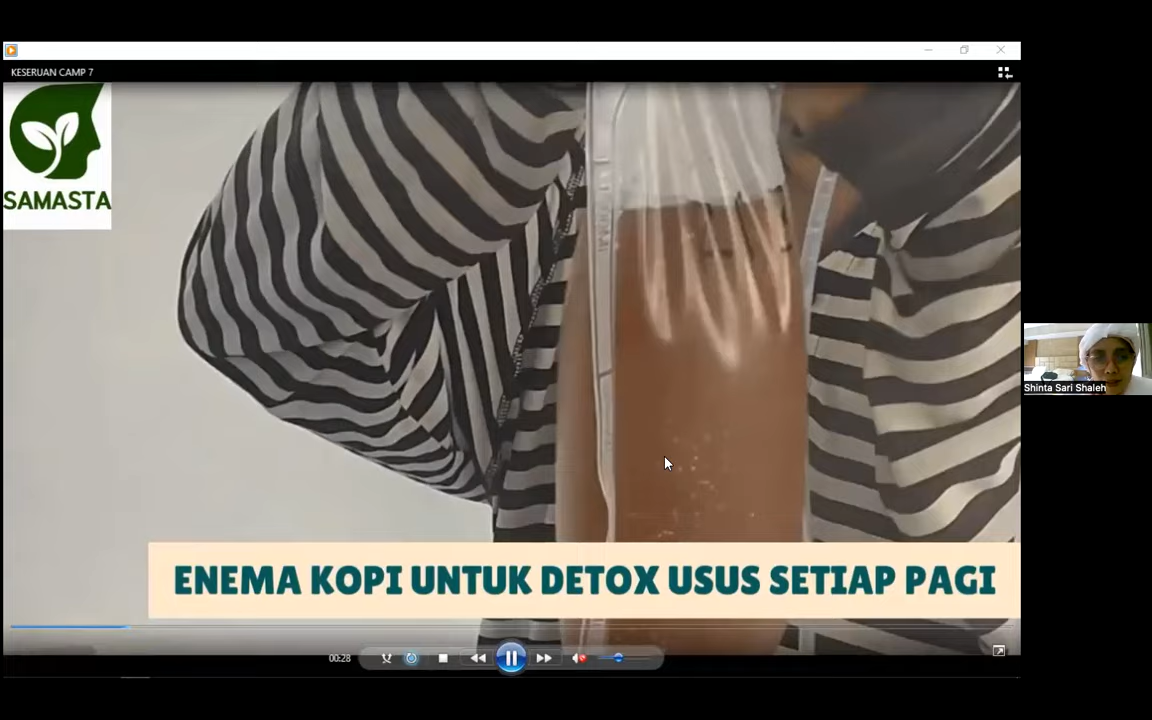 KESERUAN CAMP 7
SAMASTA
Shinta Sari Shaleh
ENEMA KOPI UNTUK DETOX USUS SETIAP PAGI
00:28